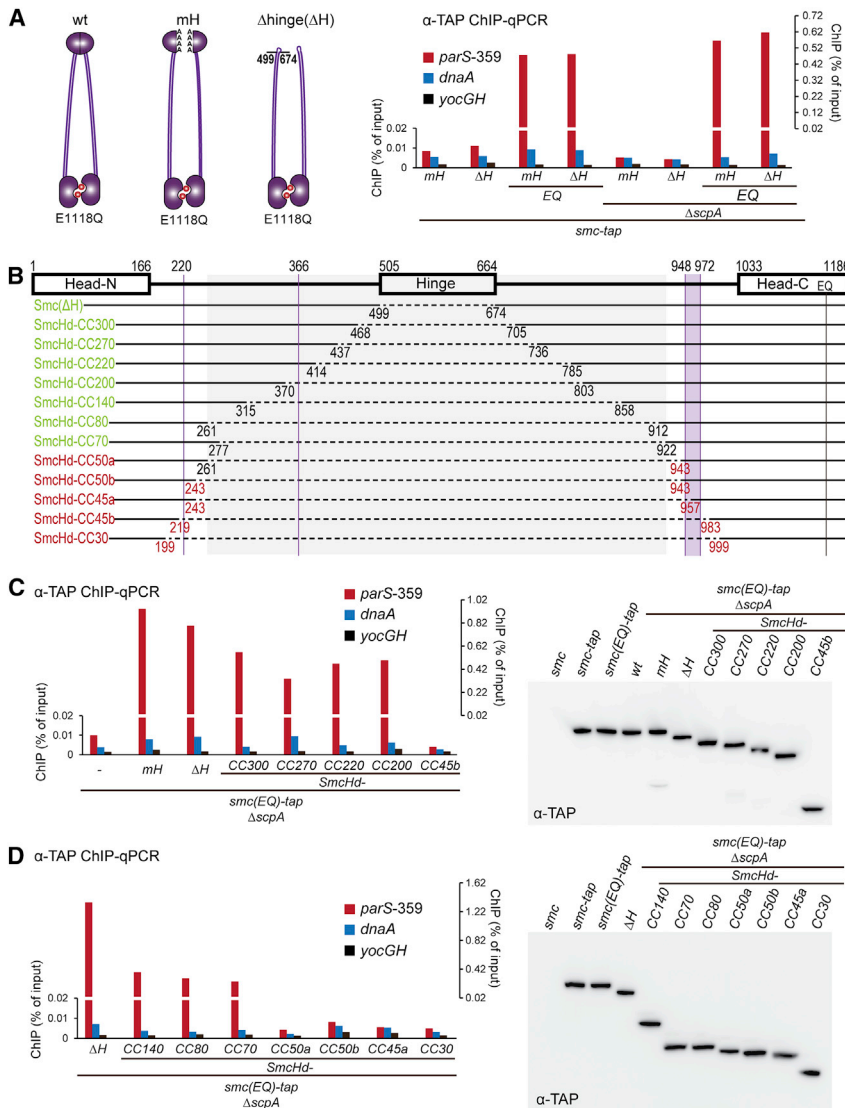 A
wt
mH
Δhinge(ΔH)
A A A A
A A A A
499 674
E1118Q
E1118Q
E1118Q
α-TAP ChIP-qPCR
parS-359
dnaA
yocGH
ChIP (% of input)
0.02
0.01
0
ChIP (% of input)
0.72
0.62
0.52
0.42
0.32
0.22
0.12
0.02
mH ΔH mH ΔH mH ΔH mH ΔH
EQ EQ
ΔscpA
smc-tap
B
1 166 220 366 505 664 948 972 1033 1186
Head-N Hinge Head-C EQ
Smc(ΔH)
499 674
SmcHd-CC300
468 705
SmcHd-CC270
437 736
SmcHd-CC220
414 785
SmcHd-CC200
370 803
SmcHd-CC140
315 858
SmcHd-CC80
261 912
SmcHd-CC70
277 922
SmcHd-CC50a
261 943
SmcHd-CC50b
243 943
SmcHd-CC45a
243 957
SmcHd-CC45b
219 983
SmcHd-CC30
199 999
C
α-TAP ChIP-qPCR
parS-359
dnaA
yocGH
ChIP (% of input)
0.02
0.01
0
ChIP (% of input)
1.02
0.82
0.62
0.42
0.22
0.02
- mH ΔH CC300 CC270 CC220 CC200 CC45b
SmcHd-
smc(EQ)-tap
ΔscpA
smc(EQ)-tap
ΔscpA
SmcHd-
smc smc-tap smc(EQ)-tap wt mH ΔH CC300 CC270 CC220 CC200 CC45b
α-TAP
D
α-TAP ChIP-qPCR
parS-359
dnaA
yocGH
ChIP (% of input)
0.02
0.01
0
ChIP (% of input)
1.62
1.22
0.82
0.42
0.02
ΔH CC140 CC80 CC70 CC50a CC50b CC45a CC30
SmcHd-
smc(EQ)-tap
ΔscpA
smc(EQ)-tap
ΔscpA
SmcHd-
smc smc-tap smc(EQ)-tap ΔH CC140 CC70 CC80 CC50a CC50b CC45a CC30
α-TAP